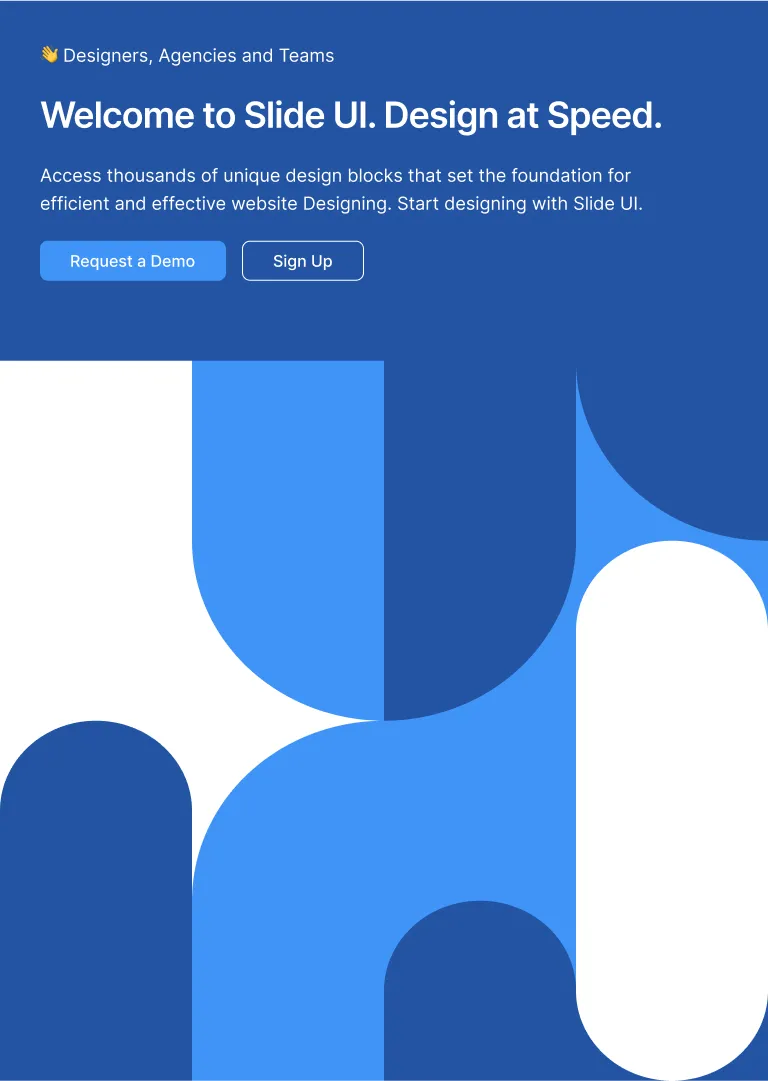 👋 Designers, Agencies and Teams
Welcome to Slide UI. Design at Speed.
Access thousands of unique design blocks that set the foundation for
efficient and effective website Designing. Start designing with Slide UI.
Request a Demo
Sign Up